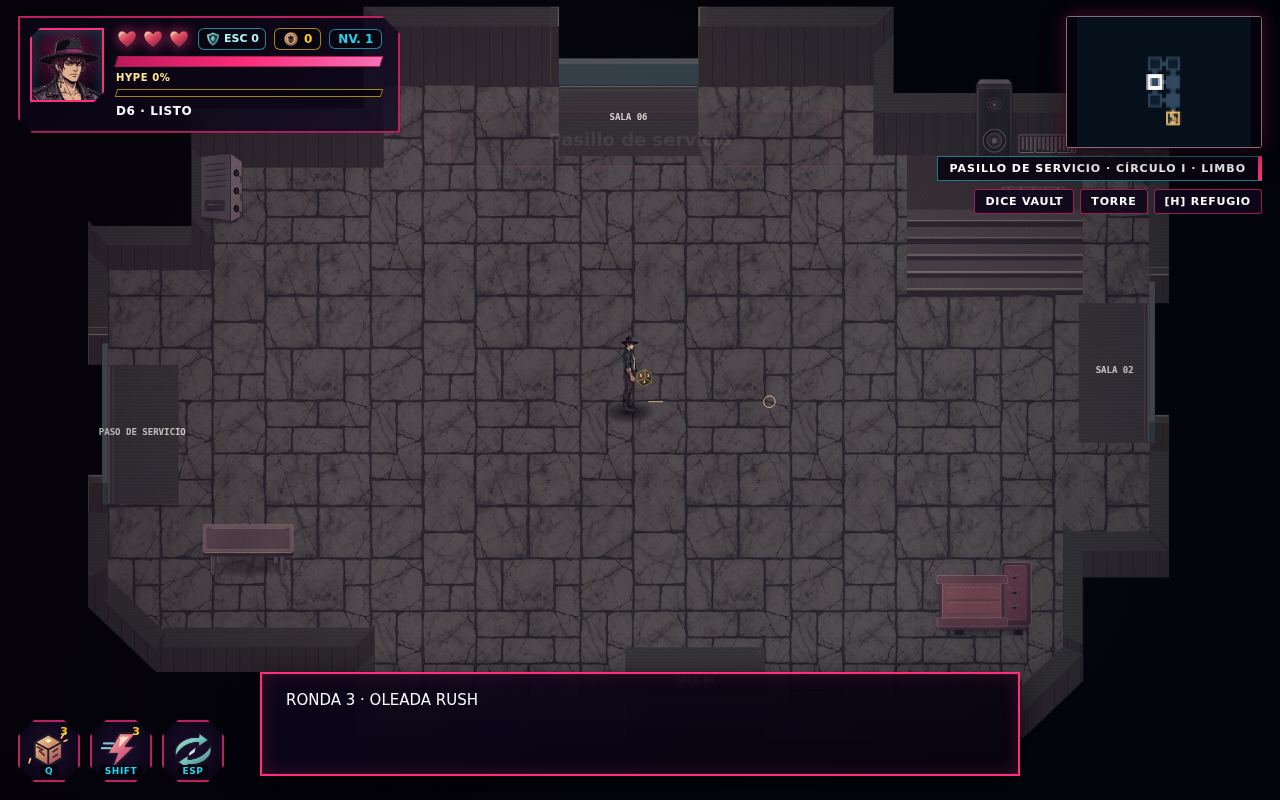 ESC 0
0
NV. 1
HYPE 0%
D6 · LISTO
SALA 06
Pasillo de servicio
PASILLO DE SERVICIO · CÍRCULO I · LIMBO
DICE VAULT
TORRE
[H] REFUGIO
SALA 02
PASO DE SERVICIO
RONDA 3 · OLEADA RUSH
3
Q
3
SHIFT
ESP